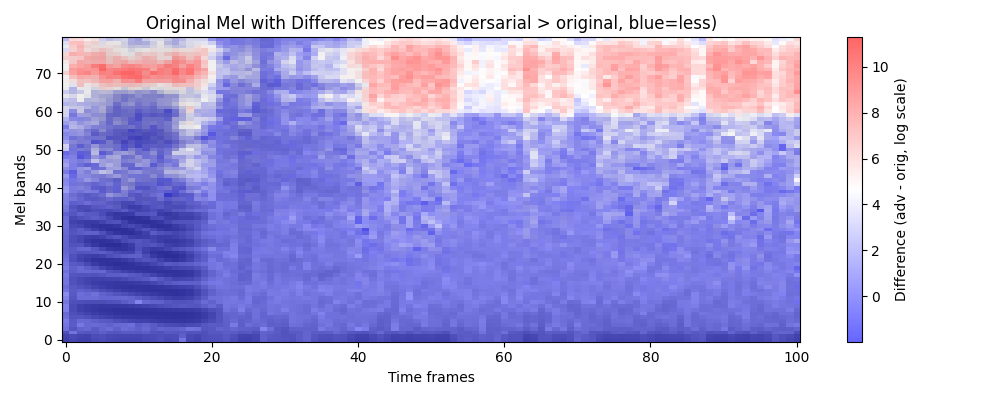 Original Mel with Differences (red=adversarial > original, blue=less)
Mel bands
70
60
50
40
30
20
10
0
0 20 40 60 80 100
Time frames
10
8
6
4
2
0
Difference (adv - orig, log scale)